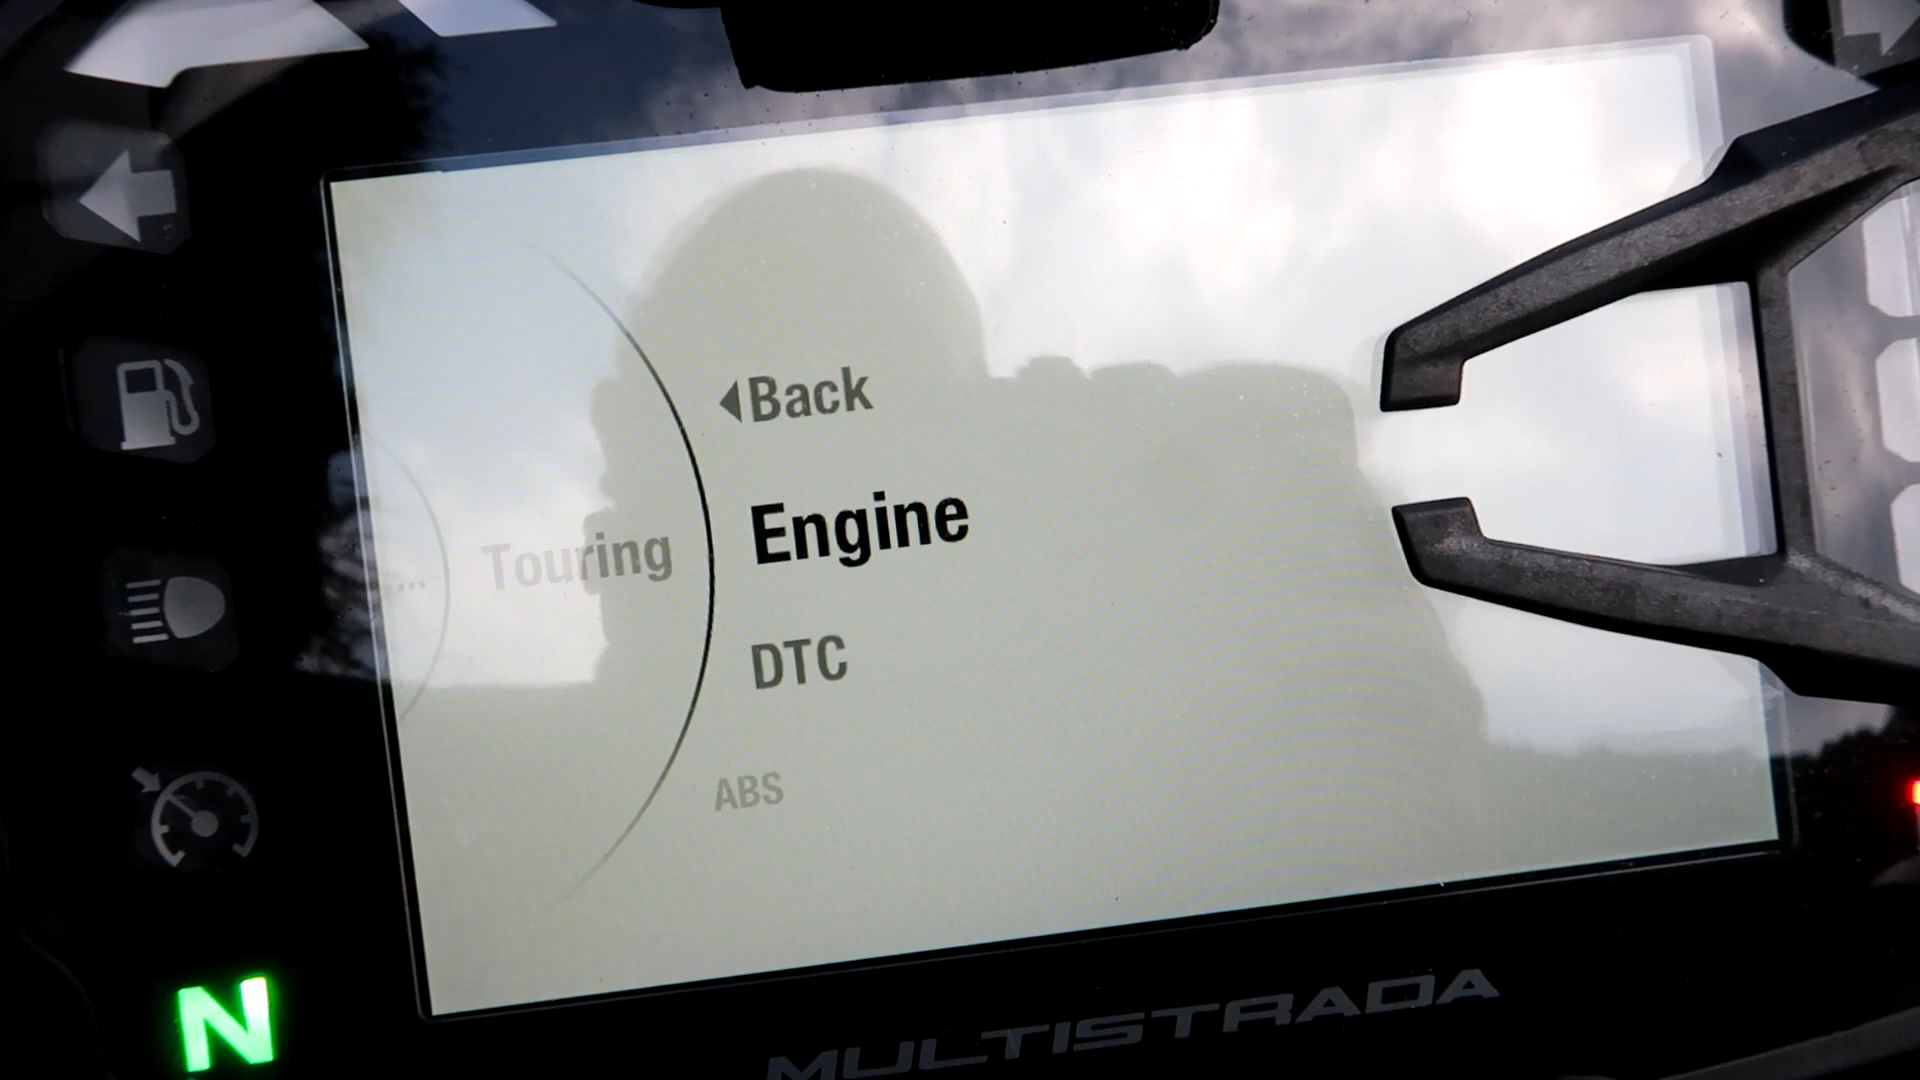 Back
... Touring Engine
DTC
ABS
N
MULTISTRADA